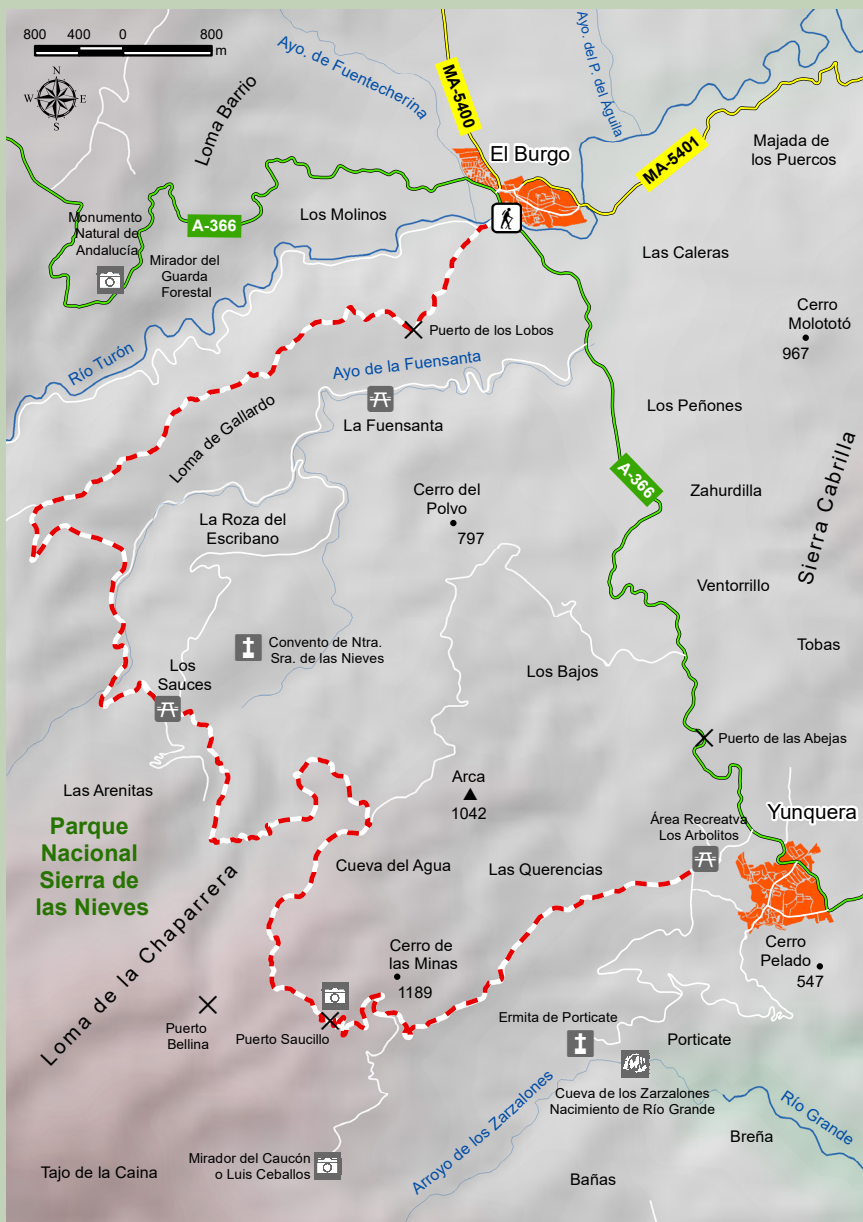 800 400 0 800
m
N
W E
S
Ayo. de Fuentecherina
MA-5400
Ayo. del P. del Águila
Loma Barrio
El Burgo
MA-5401
Majada de
los Puercos
Los Molinos
Monumento
Natural de
Andalucía
A-366
Mirador del
Guarda
Forestal
Las Caleras
Cerro
Molototó
967
Puerto de los Lobos
Río Turón
Ayo de la Fuensanta
La Fuensanta
Loma de Gallardo
Los Peñones
A-366
Sierra Cabrilla
Zahurdilla
Cerro del
Polvo
797
La Roza del
Escribano
Ventorrillo
Convento de Ntra.
Sra. de las Nieves
Tobas
Los
Sauces
Los Bajos
Puerto de las Abejas
Las Arenitas
Arca
1042
Yunquera
Parque
Nacional
Sierra de
las Nieves
Área Recreatva
Los Arbolitos
Cueva del Agua
Las Querencias
Loma de la Chaparrera
Cerro de
las Minas
1189
Cerro
Pelado
547
Puerto
Bellina
Puerto Saucillo
Ermita de Porticate
Porticate
Cueva de los Zarzalones
Nacimiento de Río Grande
Río Grande
Arroyo de los Zarzalones
Breña
Mirador del Caucón
o Luis Ceballos
Tajo de la Caina
Bañas